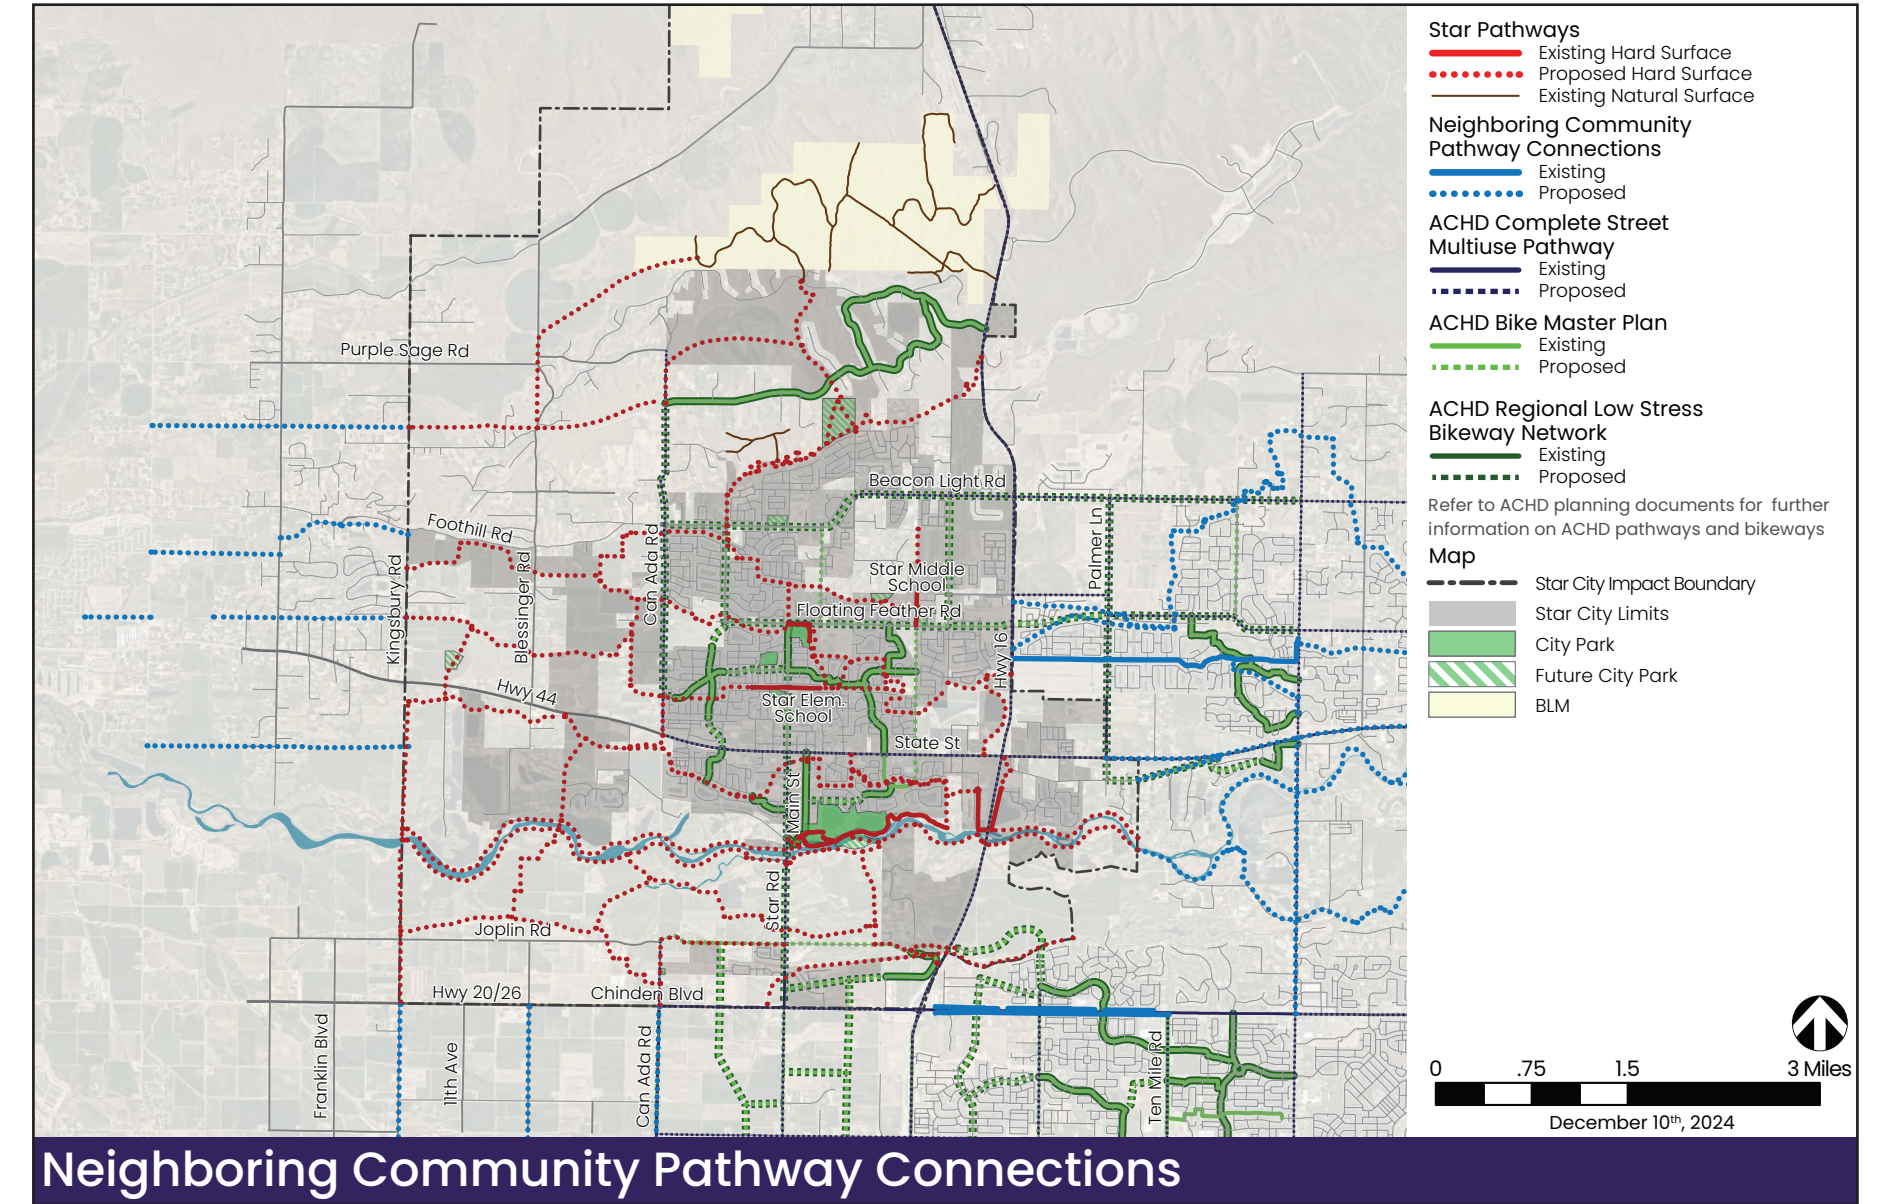 Star Pathways
Existing Hard Surface
Proposed Hard Surface
Existing Natural Surface
Neighboring Community
Pathway Connections
Existing
Proposed
ACHD Complete Street
Multiuse Pathway
Existing
Proposed
ACHD Bike Master Plan
Existing
Proposed
ACHD Regional Low Stress
Bikeway Network
Existing
Proposed
Refer to ACHD planning documents for further
information on ACHD pathways and bikeways
Map
Star City Impact Boundary
Star City Limits
City Park
Future City Park
BLM
0 .75 1.5 3 Miles
December 10th, 2024
Purple Sage Rd
Beacon Light Rd
Foothill Rd
Kingsbury Rd
Blessinger Rd
Can Ada Rd
Palmer Ln
Star Middle
School
Floating Feather Rd
Hwy 16
Hwy 44
Star Elem.
School
State St
Main St
Star Rd
Joplin Rd
Hwy 20/26
Chinden Blvd
Franklin Blvd
11th Ave
Can Ada Rd
Ten Mile Rd
Neighboring Community Pathway Connections